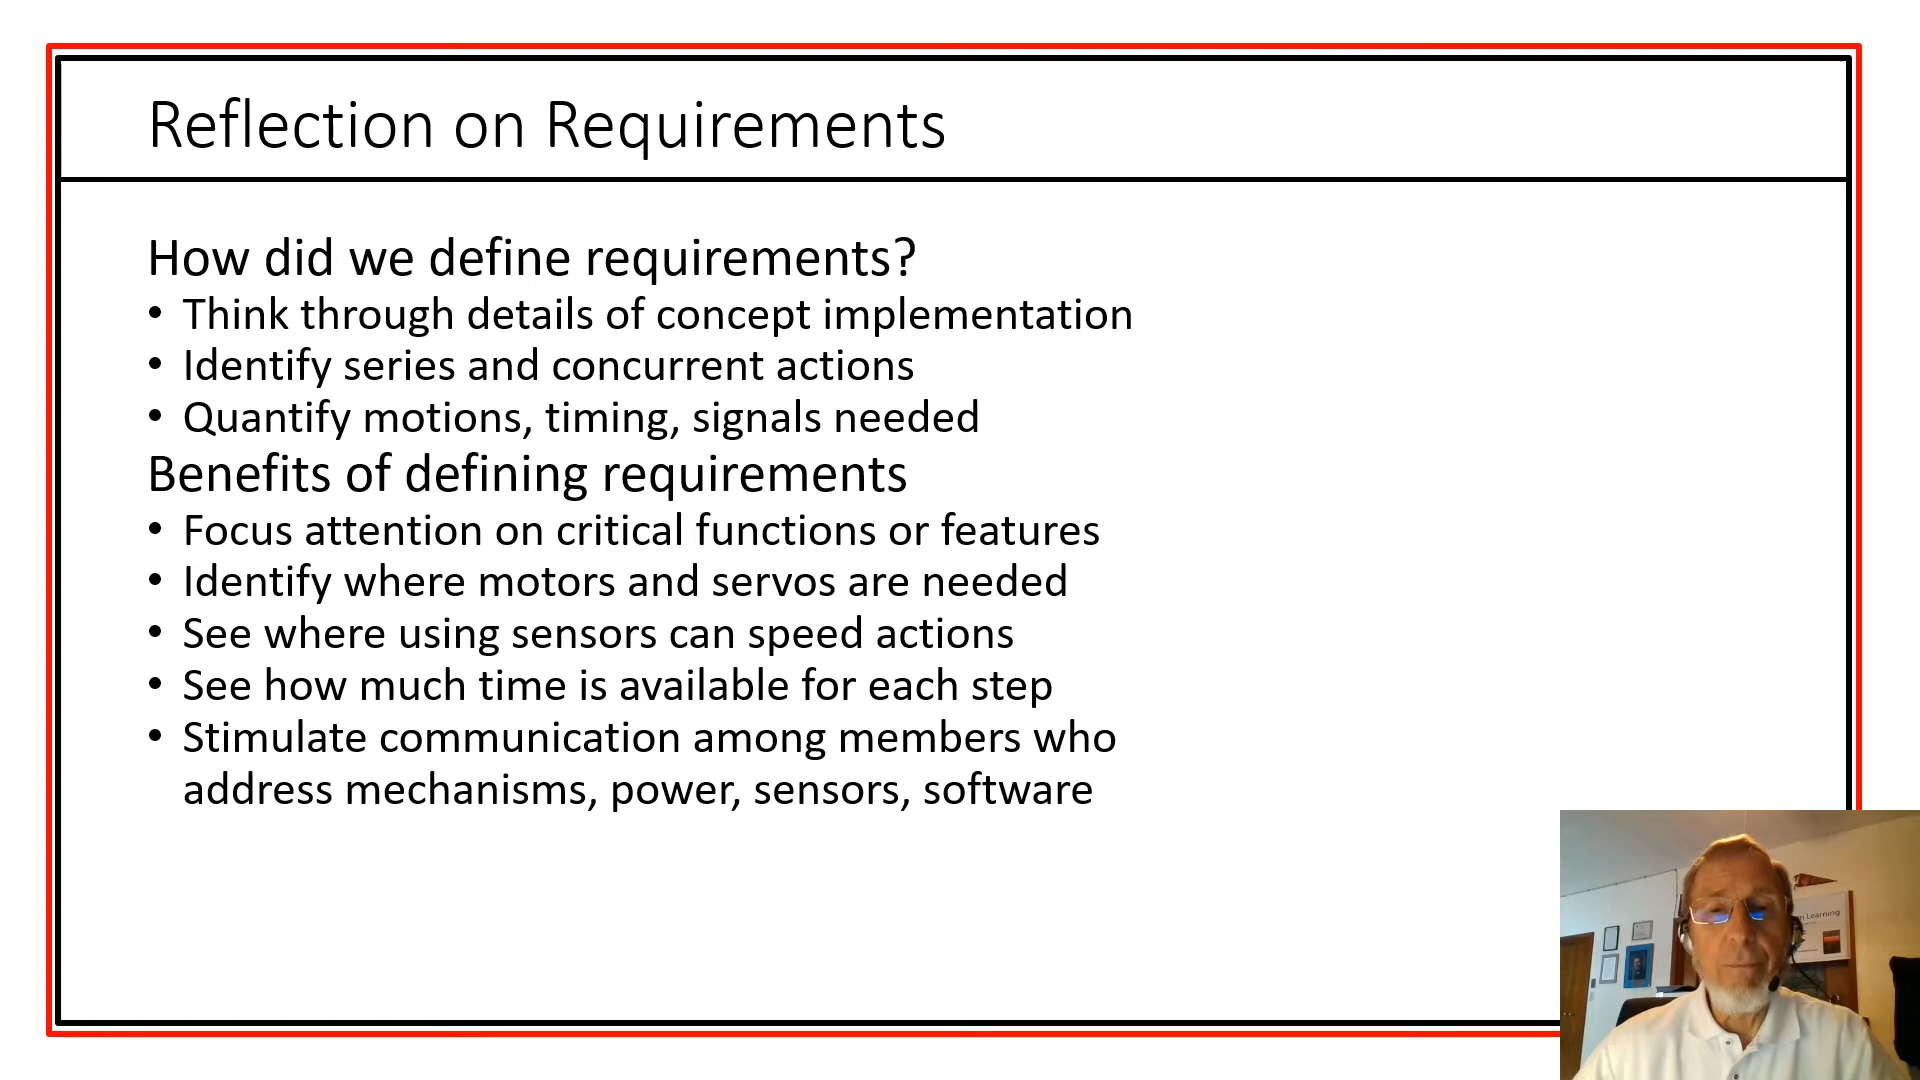 Reflection on Requirements
How did we define requirements?
• Think through details of concept implementation
• Identify series and concurrent actions
• Quantify motions, timing, signals needed
Benefits of defining requirements
• Focus attention on critical functions or features
• Identify where motors and servos are needed
• See where using sensors can speed actions
• See how much time is available for each step
• Stimulate communication among members who
address mechanisms, power, sensors, software
Learning